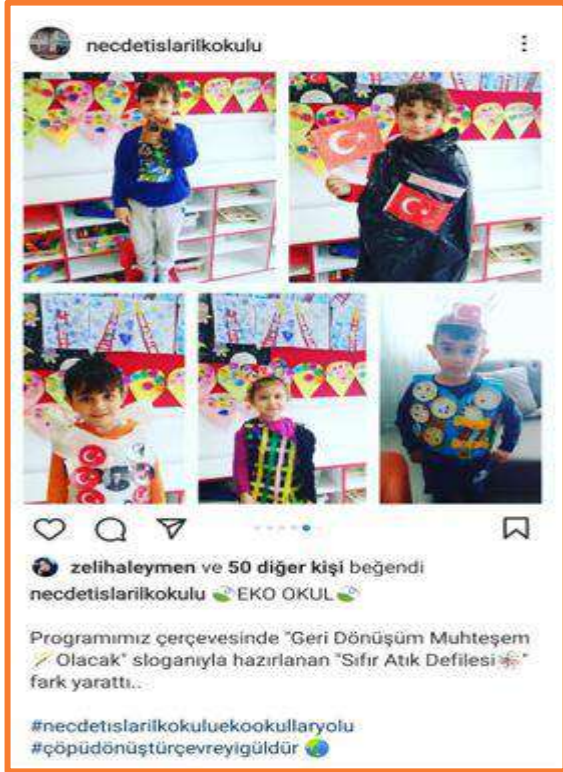 necdetislarilkokulu
zelihaleymen ve 50 diğer kişi beğendi
necdetislarilkokulu EKO OKUL
Programımız çerçevesinde "Geri Dönüşüm Muhteşem
Olacak" sloganıyla hazırlanan "Sıfır Atık Defilesi"
fark yarattı..
#necdetıslarilkokuluekookullaryolu
#çöpüdönüştürçevreyigüldür